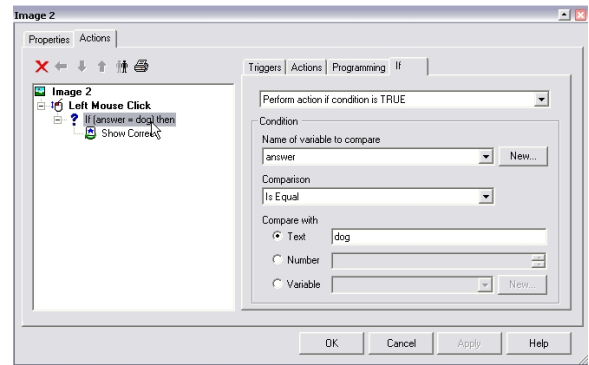 Image 2
Properties Actions
Triggers Actions Programming If
Image 2
Left Mouse Click
If (answer = dog) then
Show Correct
Perform action if condition is TRUE
Condition
Name of variable to compare
answer New...
Comparison
Is Equal
Compare with
Text dog
Number
Variable New...
OK Cancel Apply Help